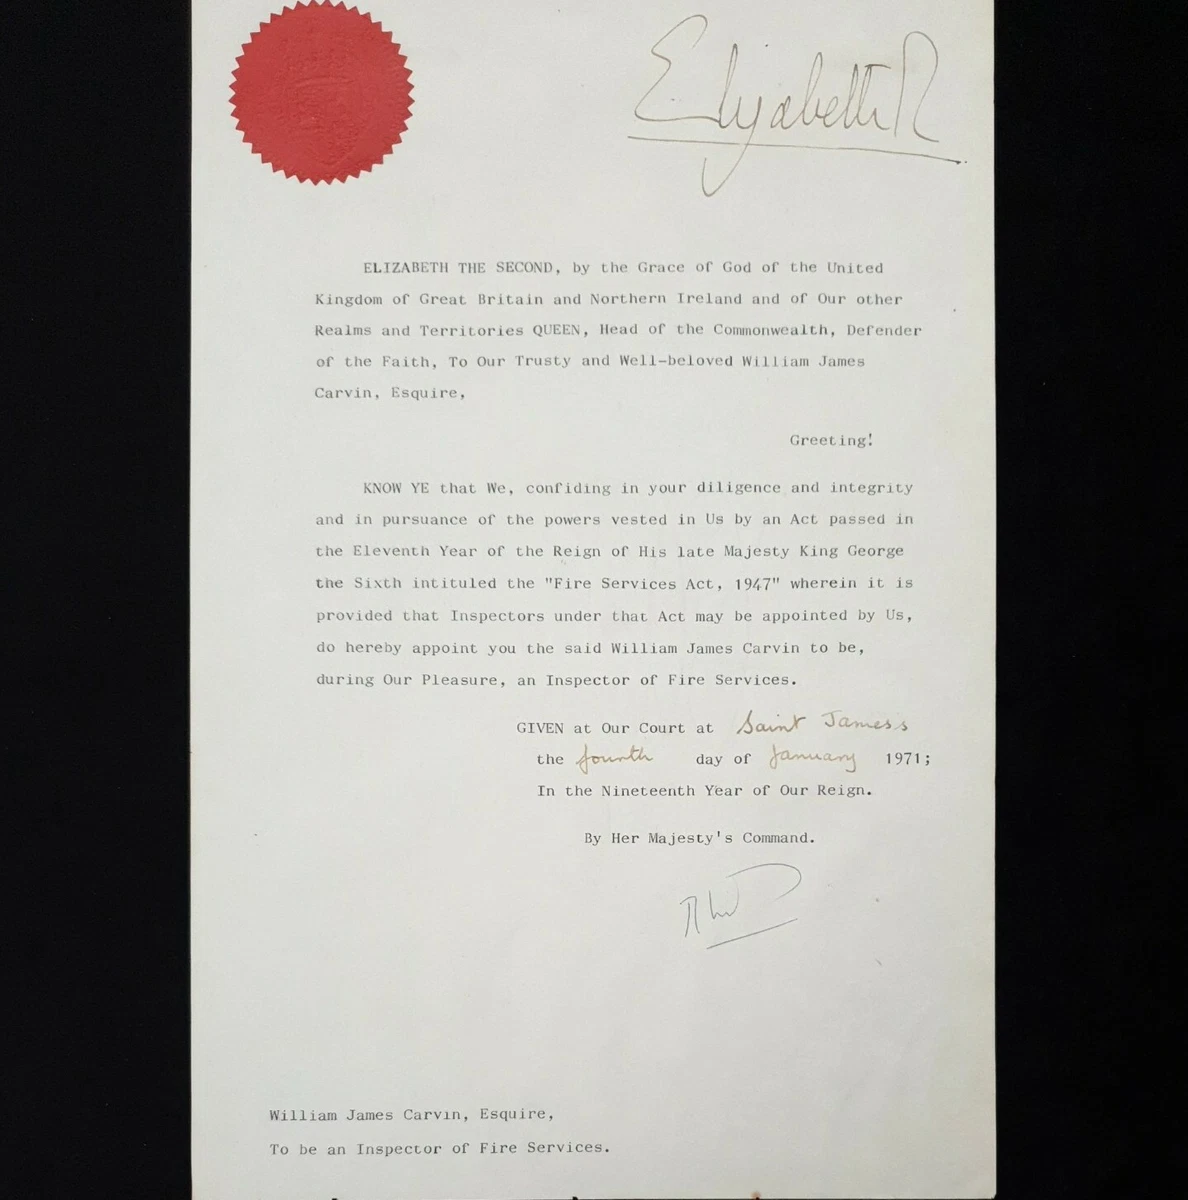 Elizabeth R
ELIZABETH THE SECOND, by the Grace of God of the United
Kingdom of Great Britain and Northern Ireland and of Our other
Realms and Territories QUEEN, Head of the Commonwealth, Defender
of the Faith, To Our Trusty and Well-beloved William James
Carvin, Esquire,
Greeting!
KNOW YE that We, confiding in your diligence and integrity
and in pursuance of the powers vested in Us by an Act passed in
the Eleventh Year of the Reign of His late Majesty King George
the Sixth intituled the "Fire Services Act, 1947" wherein it is
provided that Inspectors under that Act may be appointed by Us,
do hereby appoint you the said William James Carvin to be,
during Our Pleasure, an Inspector of Fire Services.
GIVEN at Our Court at Saint James's
the fourth day of January 1971;
In the Nineteenth Year of Our Reign.
By Her Majesty's Command.
William James Carvin, Esquire,
To be an Inspector of Fire Services.